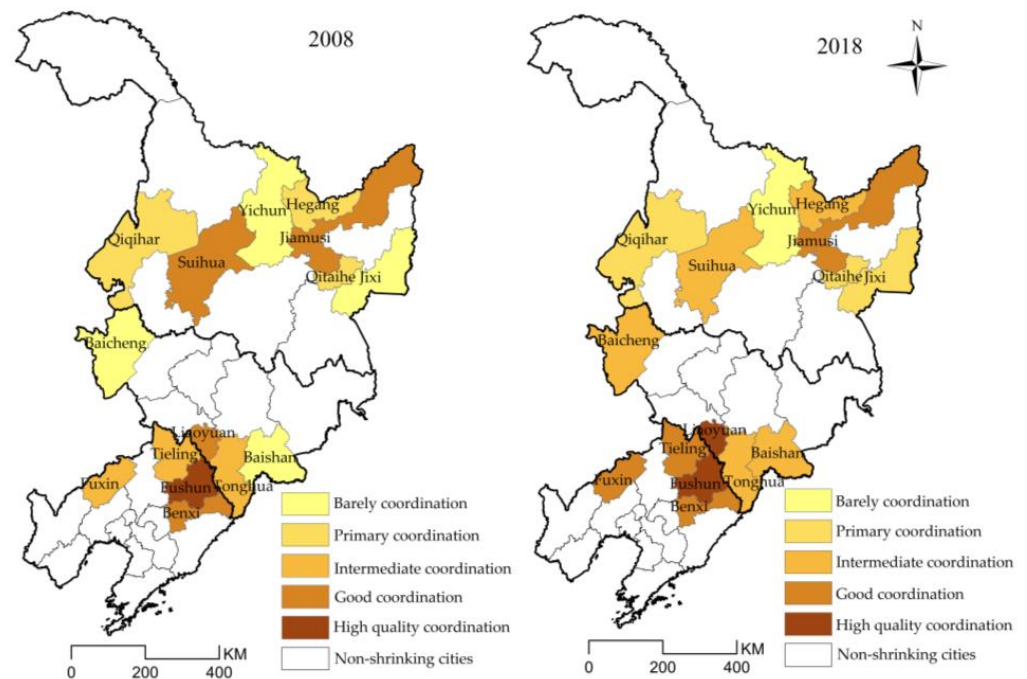 2008
Yichun
Hegang
Qiqihar
Jiamusi
Suihua
Qitaihe
Jixi
Baicheng
Liaoyuan
Tieling
Baishan
Fuxin
Fushun
Tonghua
Benxi
Barely coordination
Primary coordination
Intermediate coordination
Good coordination
High quality coordination
Non-shrinking cities
KM
0 200 400
2018
N
Yichun
Hegang
Qiqihar
Jiamusi
Suihua
Qitaihe
Jixi
Baicheng
Liaoyuan
Tieling
Baishan
Fuxin
Fushun
Tonghua
Benxi
Barely coordination
Primary coordination
Intermediate coordination
Good coordination
High quality coordination
Non-shrinking cities
KM
0 200 400